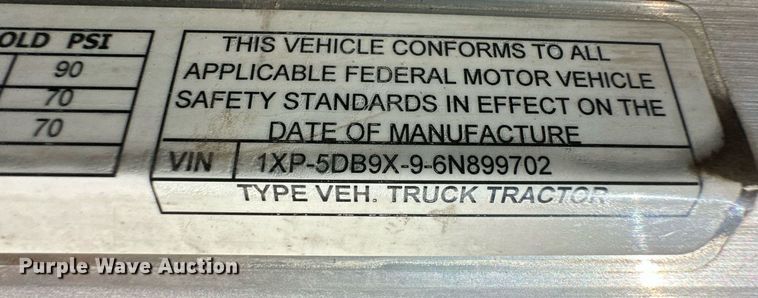 OLD PSI
90
70
70
THIS VEHICLE CONFORMS TO ALL
APPLICABLE FEDERAL MOTOR VEHICLE
SAFETY STANDARDS IN EFFECT ON THE
DATE OF MANUFACTURE
VIN 1XP-5DB9X-9-6N899702
TYPE VEH. TRUCK TRACTOR
Purple Wave Auction